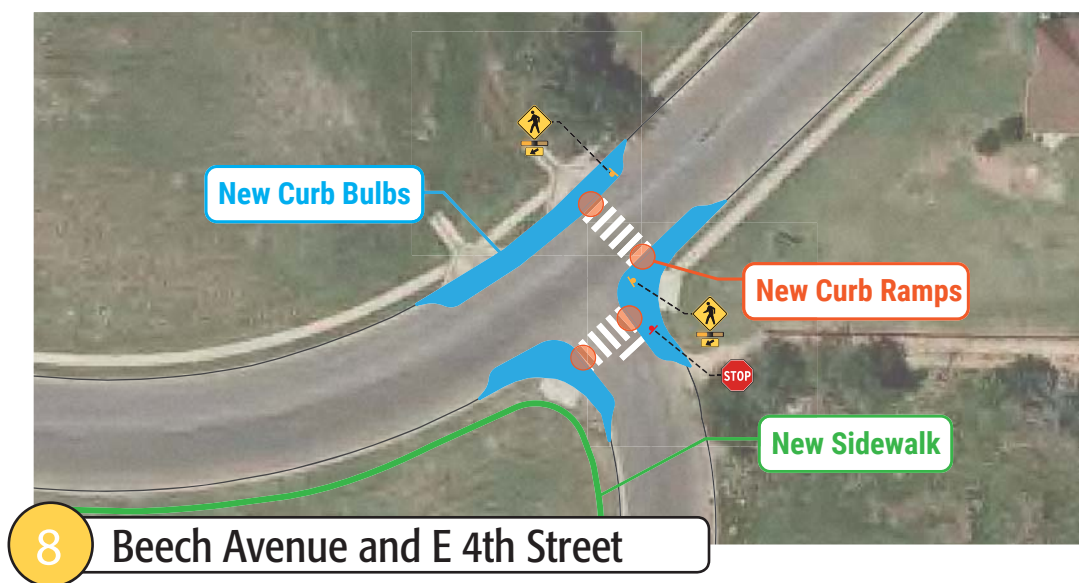 New Curb Bulbs
New Curb Ramps
STOP
New Sidewalk
8 Beech Avenue and E 4th Street